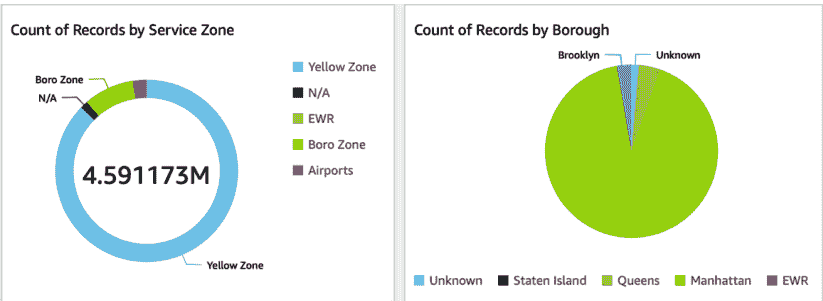 Count of Records by Service Zone
Boro Zone
N/A
4.591173M
Yellow Zone
Yellow Zone
N/A
EWR
Boro Zone
Airports
Count of Records by Borough
Brooklyn
Unknown
Unknown
Staten Island
Queens
Manhattan
EWR